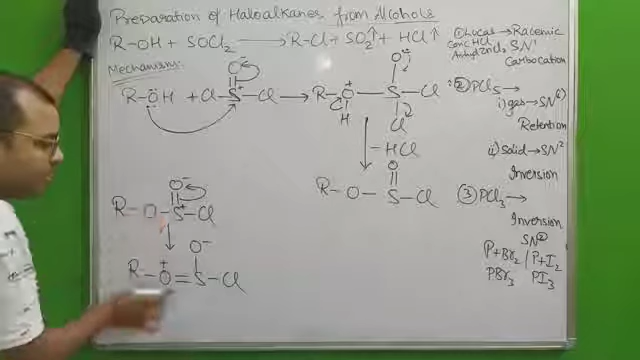 Preparation of Haloalkanes from Alcohols
R-OH + SOCl2 → R-Cl + SO2↑ + HCl↑
Mechanism:
R-ÖH + Cl-S⁺-Cl → R-O⁺-S-Cl
O⁻
O⁻
H
Cl
-HCl
O
R-O-S-Cl
O⁻
R-O-S⁺-Cl
O⁻
R-O⁺=S-Cl
① Lucas → Racemic
Conc HCl
Anhyd ZnCl2 SN¹
Carbocation
② PCl5 →
i) gas → SN(i)
Retention
ii) Solid → SN²
Inversion
③ PCl3 →
Inversion
SN②
P+Br2 / P+I2
PBr3 PI3